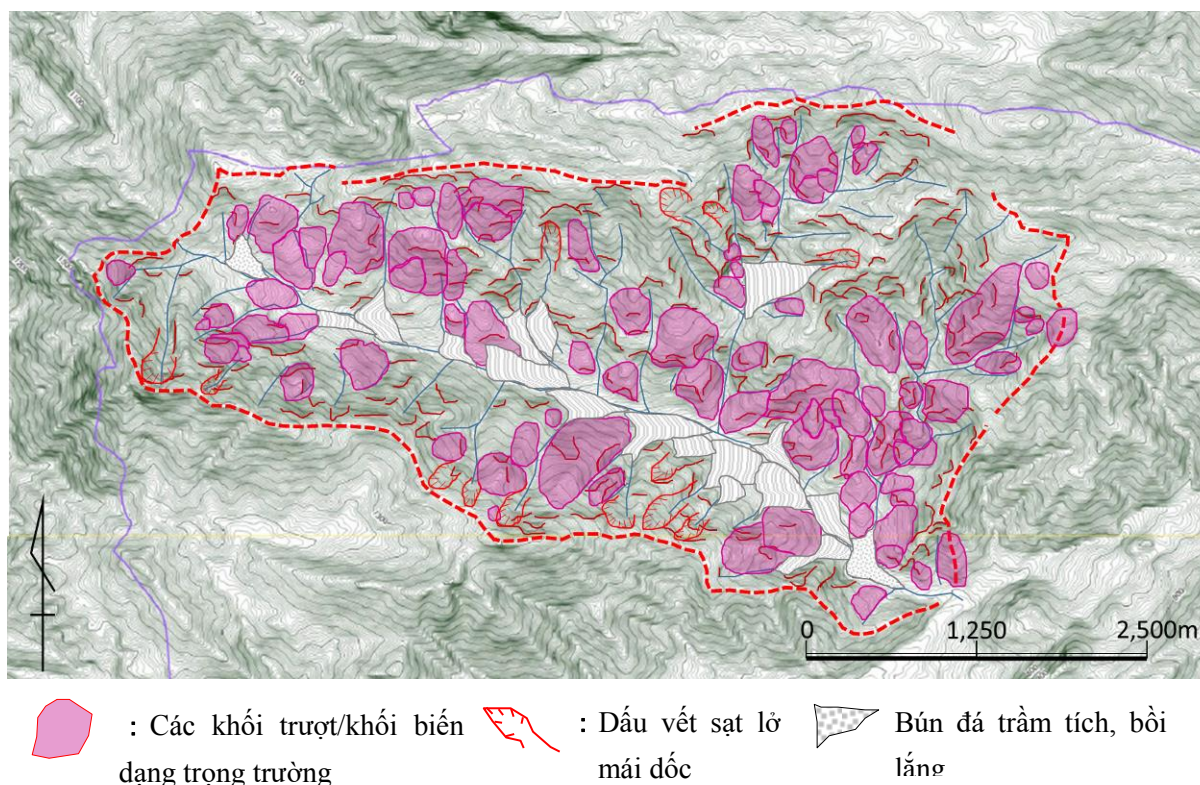 0 1,250 2,500m
: Các khối trượt/khối biến
dạng trọng trường
: Dấu vết sạt lở
mái dốc
Bún đá trầm tích, bồi
lắng